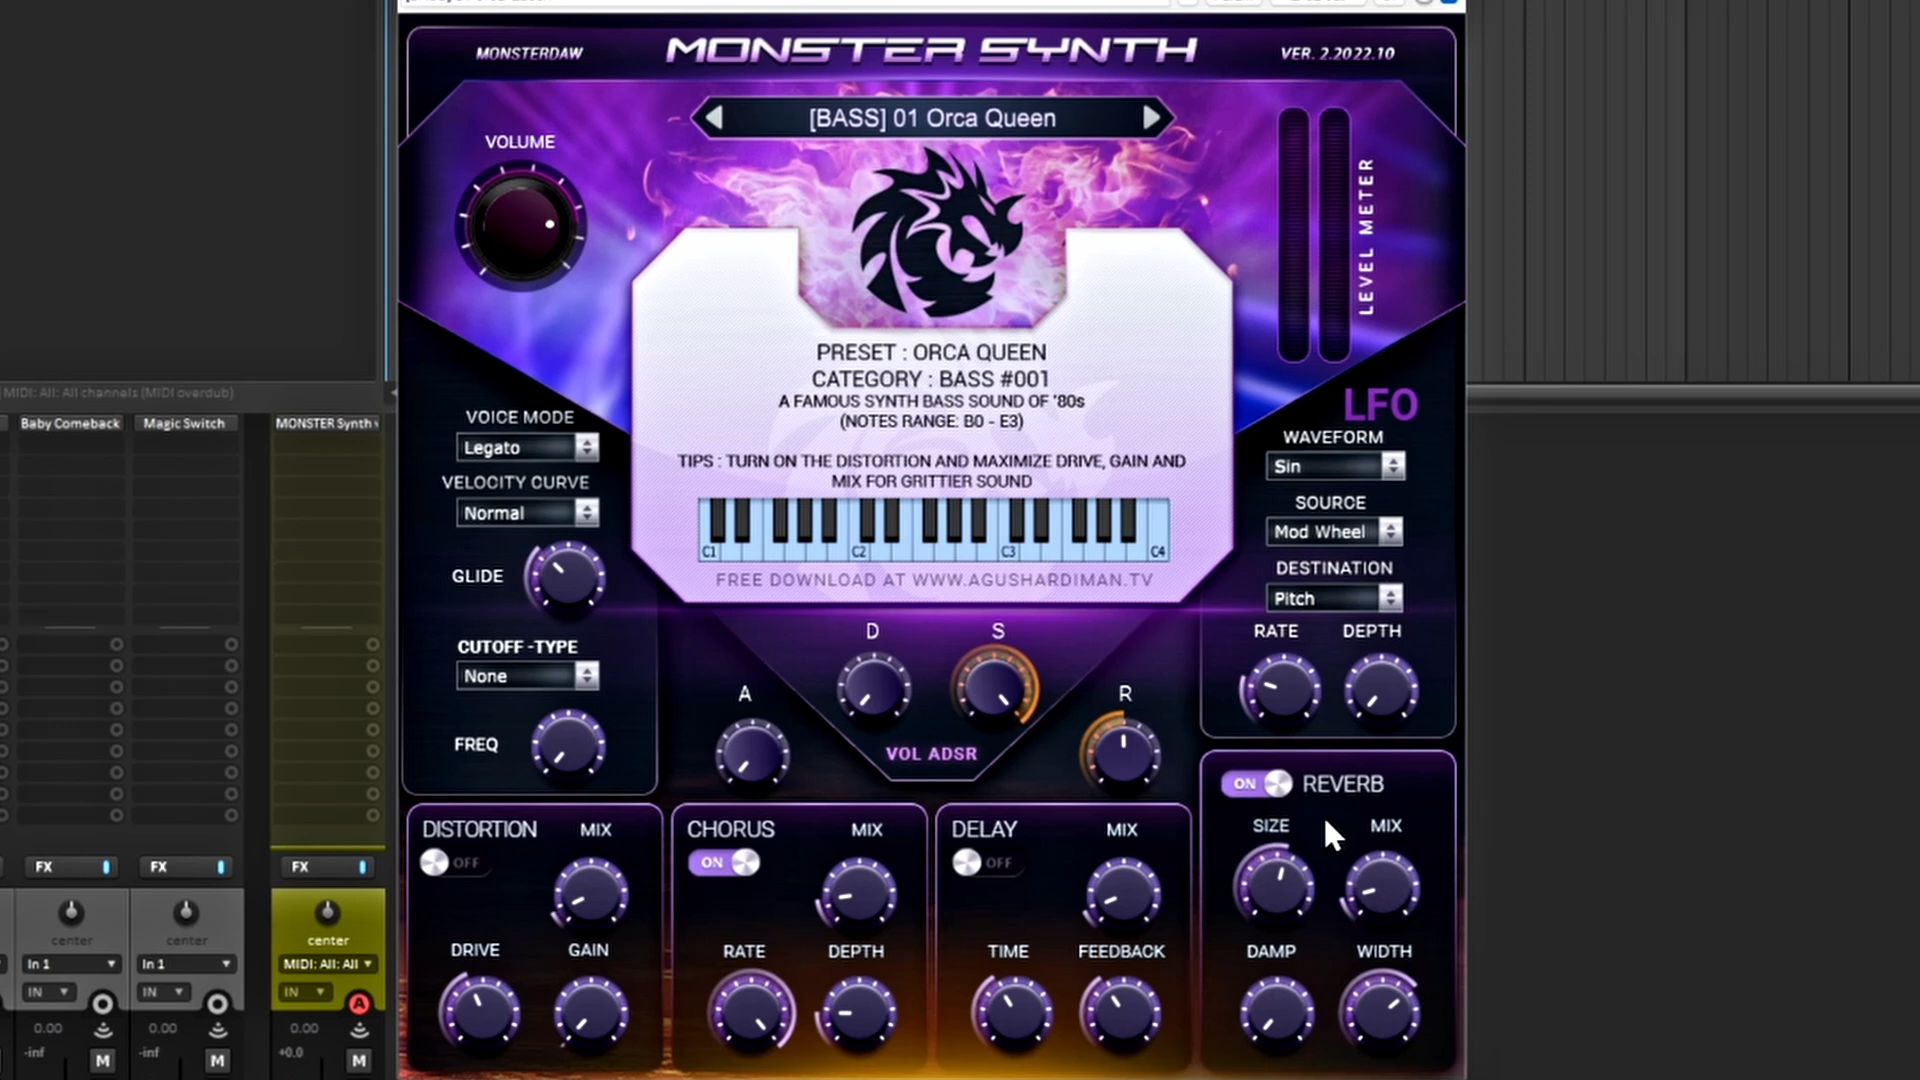 MONSTERDAW
MONSTER SYNTH
VER. 2.2022.10
[BASS] 01 Orca Queen
VOLUME
LEVEL METER
PRESET : ORCA QUEEN
CATEGORY : BASS #001
A FAMOUS SYNTH BASS SOUND OF '80s
(NOTES RANGE: B0 - E3)
TIPS : TURN ON THE DISTORTION AND MAXIMIZE DRIVE, GAIN AND
MIX FOR GRITTIER SOUND
C1 C2 C3 C4
FREE DOWNLOAD AT WWW.AGUSHARDIMAN.TV
VOICE MODE
Legato
VELOCITY CURVE
Normal
GLIDE
CUTOFF -TYPE
None
FREQ
LFO
WAVEFORM
Sin
SOURCE
Mod Wheel
DESTINATION
Pitch
RATE DEPTH
A
D
S
R
VOL ADSR
DISTORTION MIX
OFF
DRIVE GAIN
CHORUS MIX
ON
RATE DEPTH
DELAY MIX
OFF
TIME FEEDBACK
ON REVERB
SIZE MIX
DAMP WIDTH
MIDI: All: All channels (MIDI overdub)
Baby Comeback
Magic Switch
MONSTER Synth
FX
FX
FX
center
center
center
In 1
In 1
MIDI: All: All
IN
IN
IN
A
0.00
0.00
0.00
-inf
-inf
+0.0
M
M
M